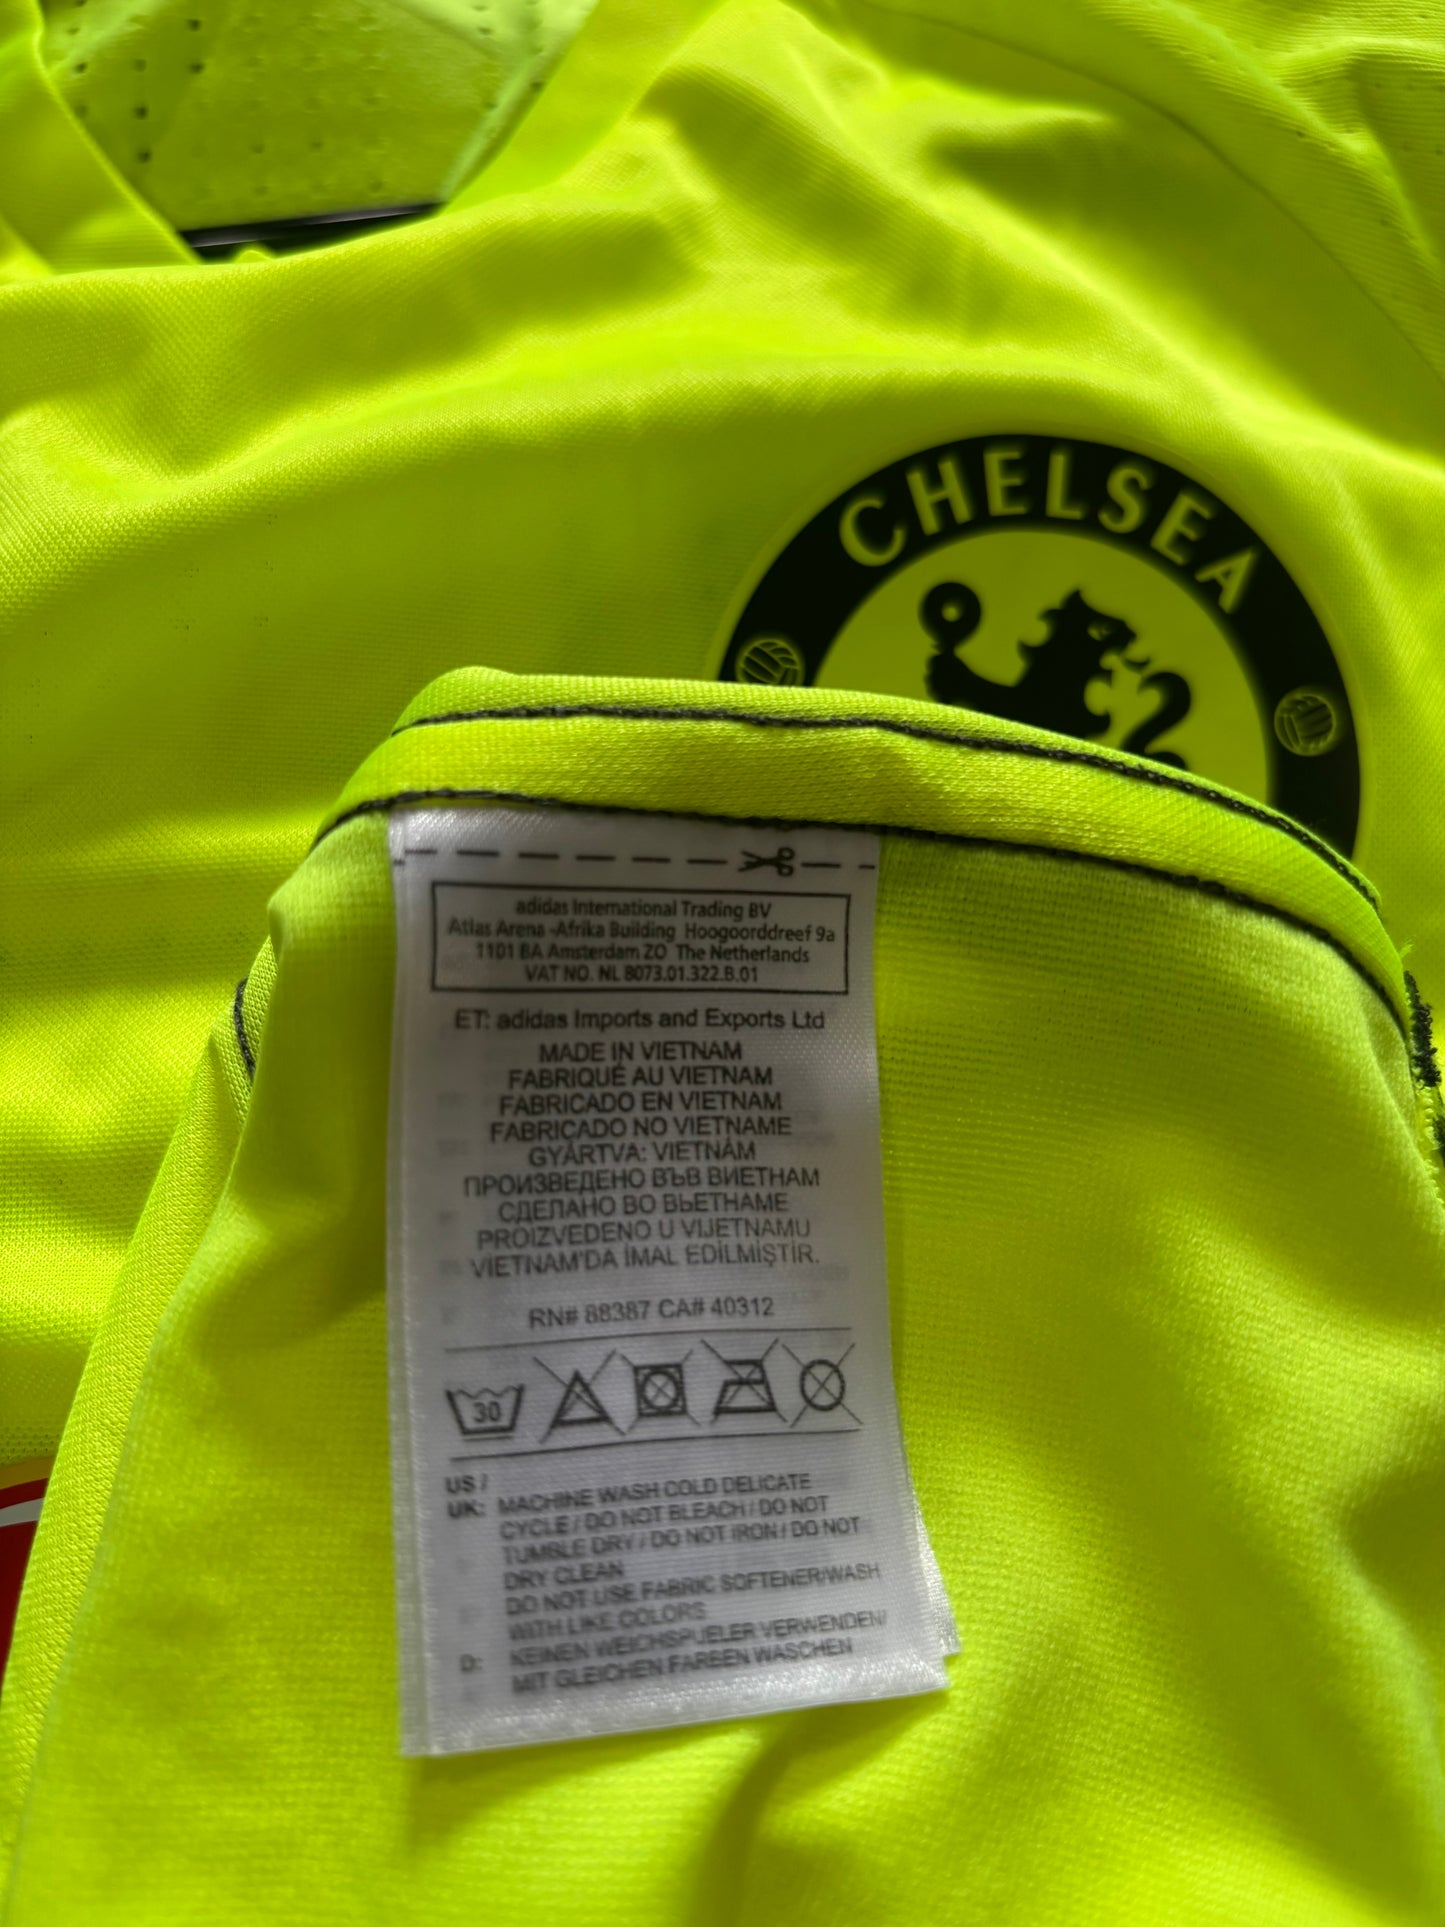 CHELSEA
adidas International Trading BV
Atlas Arena -Afrika Building Hoogoorddreef 9a
1101 BA Amsterdam ZO The Netherlands
VAT NO. NL 8073.01.322.B.01
ET: adidas Imports and Exports Ltd
MADE IN VIETNAM
FABRIQUÉ AU VIETNAM
FABRICADO EN VIETNAM
FABRICADO NO VIETNAME
GYÁRTVA: VIETNÁM
ПРОИЗВЕДЕНО ВЪВ ВИЕТНАМ
СДЕЛАНО ВО ВЬЕТНАМЕ
PROIZVEDENO U VIJETNAMU
VİETNAM'DA İMAL EDİLMİŞTİR.
RN# 88387 CA# 40312
30
US /
UK: MACHINE WASH COLD DELICATE
CYCLE / DO NOT BLEACH / DO NOT
TUMBLE DRY / DO NOT IRON / DO NOT
DRY CLEAN
DO NOT USE FABRIC SOFTENER/WASH
WITH LIKE COLORS
D: KEINEN WEICHSPUELER VERWENDEN/
MIT GLEICHEN FARBEN WASCHEN